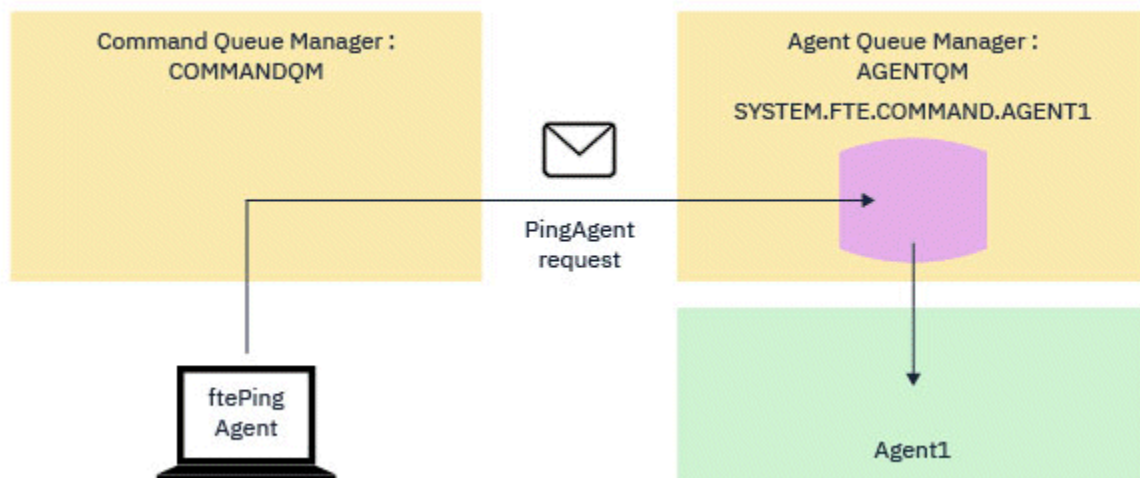 Command Queue Manager :
COMMANDQM
Agent Queue Manager :
AGENTQM
SYSTEM.FTE.COMMAND.AGENT1
PingAgent
request
ftePing
Agent
Agent1